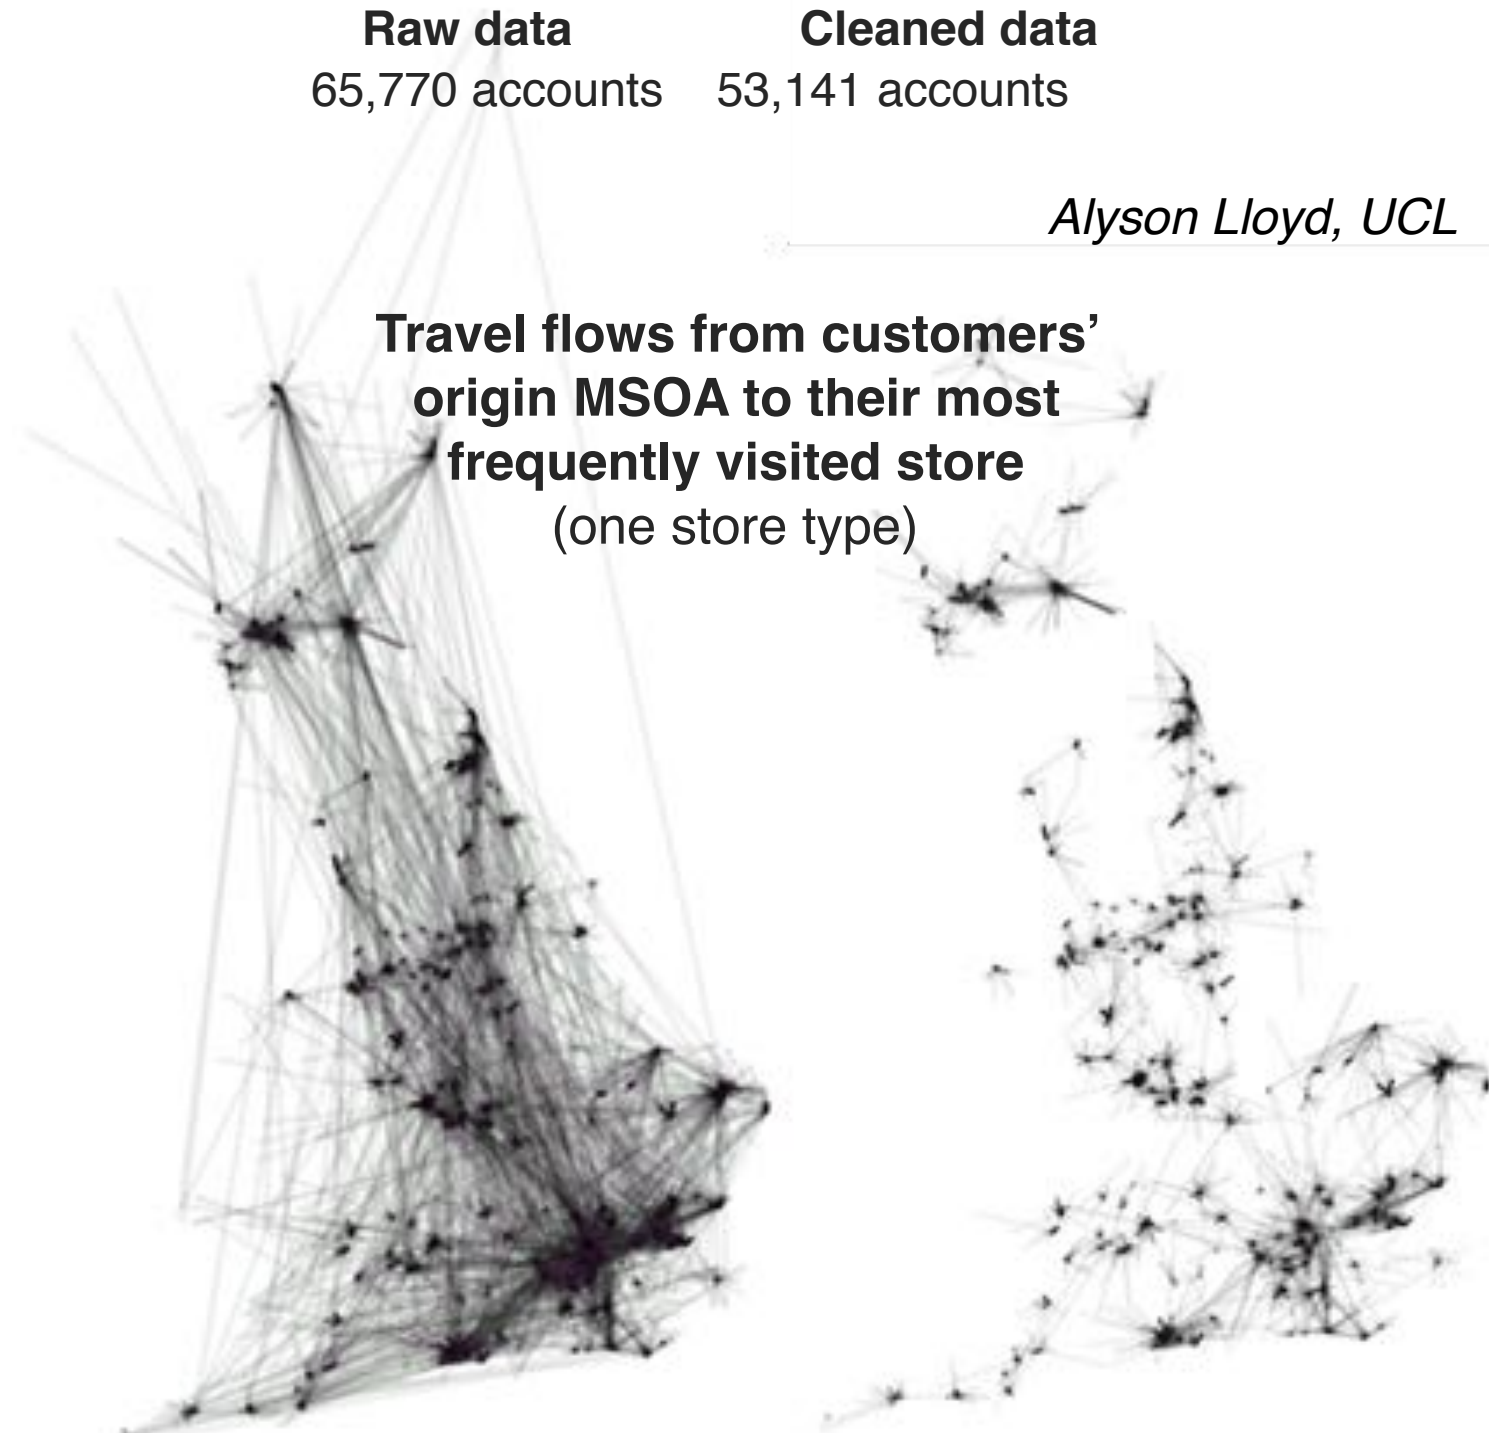 Raw data
65,770 accounts
Cleaned data
53,141 accounts
Alyson Lloyd, UCL
Travel flows from customers’
origin MSOA to their most
frequently visited store
(one store type)